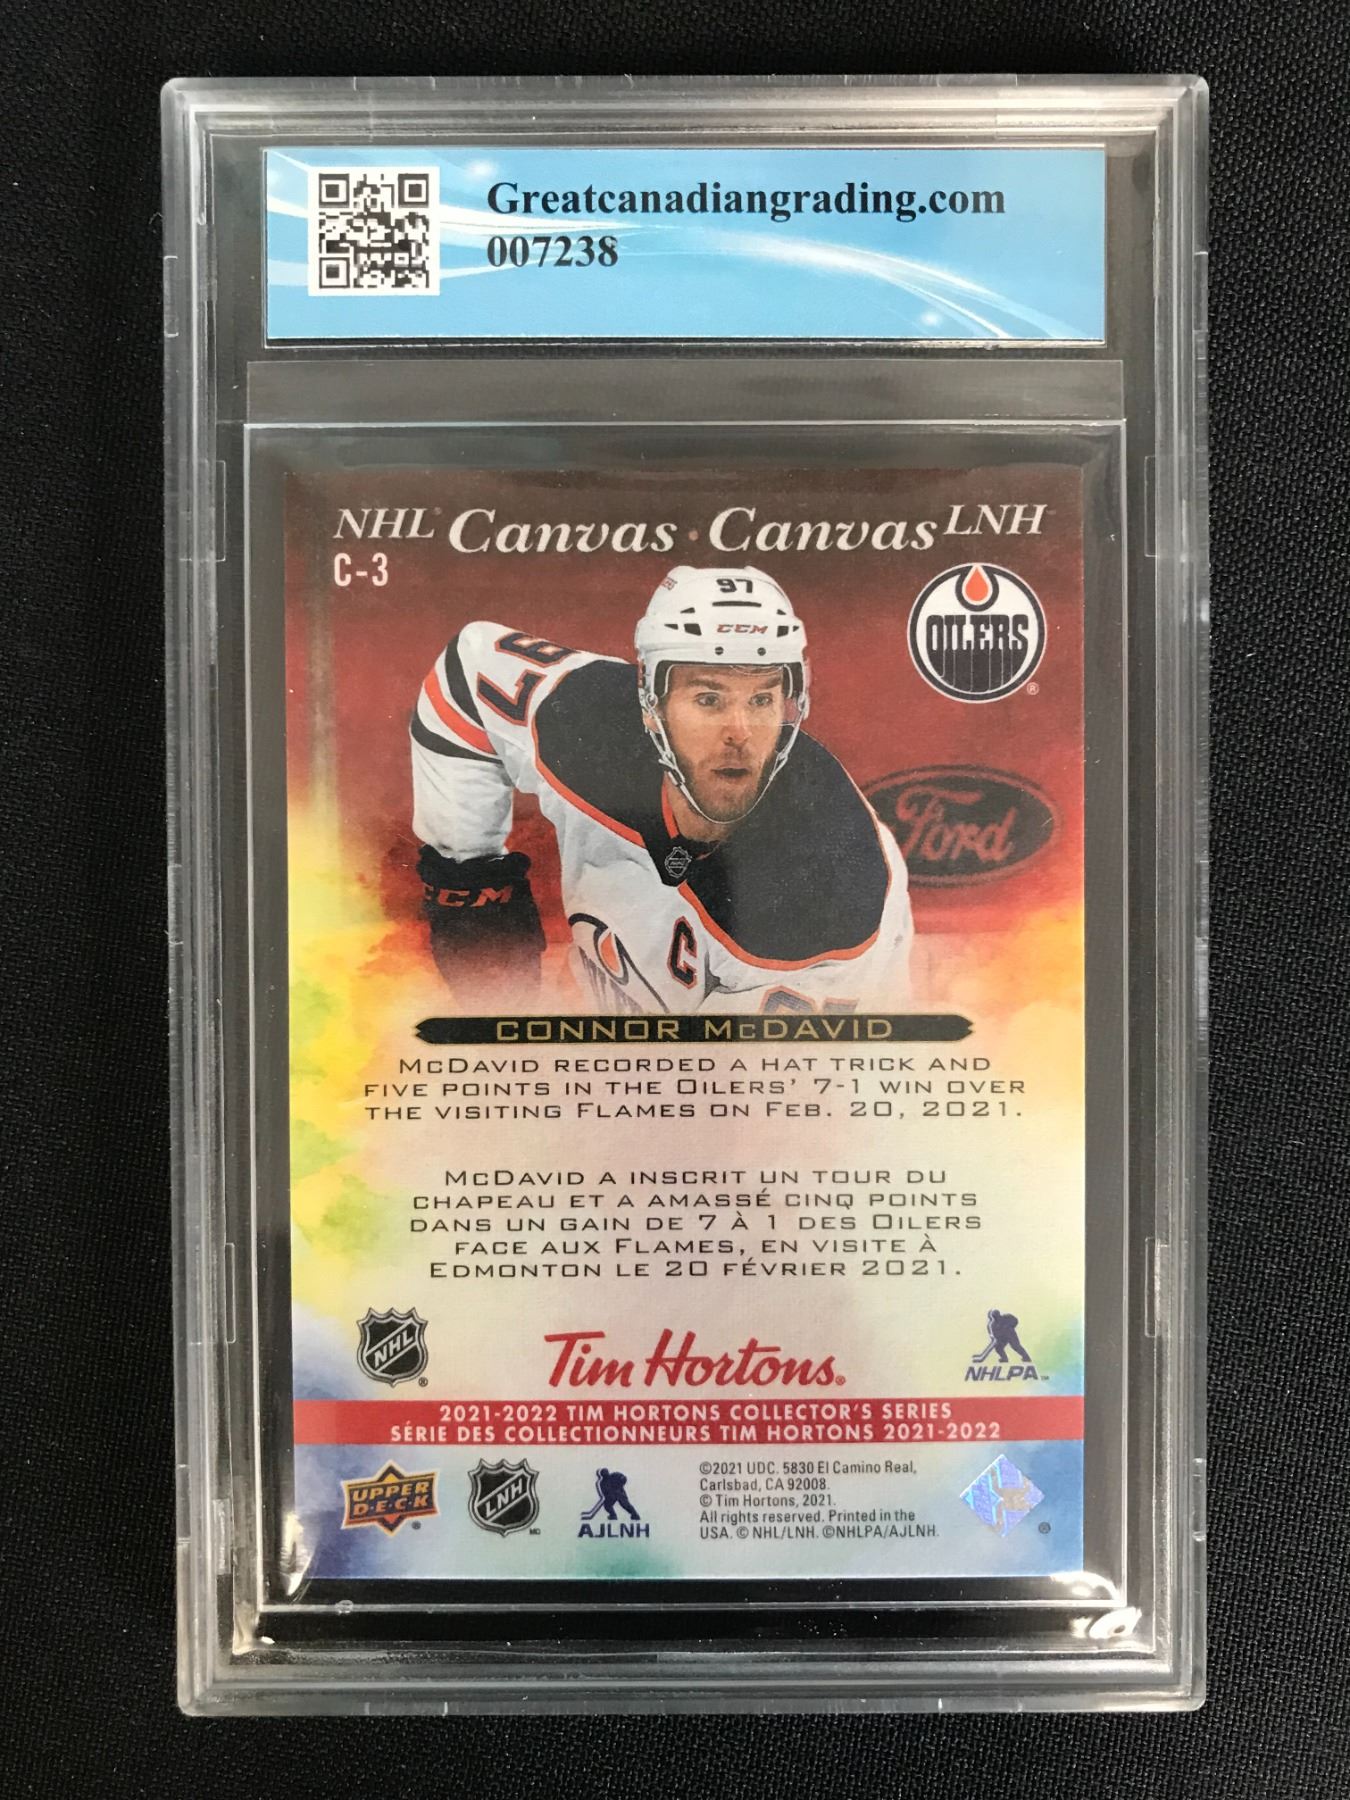 Greatcanadiangrading.com
007238
NHL Canvas · Canvas LNH
C-3
OILERS
97
CCM
97
Ford
CCM
C
CONNOR McDAVID
McDavid recorded a hat trick and
five points in the Oilers' 7-1 win over
the visiting Flames on Feb. 20, 2021.
McDavid a inscrit un tour du
chapeau et a amassé cinq points
dans un gain de 7 à 1 des Oilers
face aux Flames, en visite à
Edmonton le 20 février 2021.
NHL
Tim Hortons®
NHLPA™
2021-2022 TIM HORTONS COLLECTOR'S SERIES
SÉRIE DES COLLECTIONNEURS TIM HORTONS 2021-2022
UPPER
D·E·C·K
LNH
AJLNH
©2021 UDC. 5830 El Camino Real,
Carlsbad, CA 92008.
© Tim Hortons, 2021.
All rights reserved. Printed in the
USA. © NHL/LNH. ©NHLPA/AJLNH.